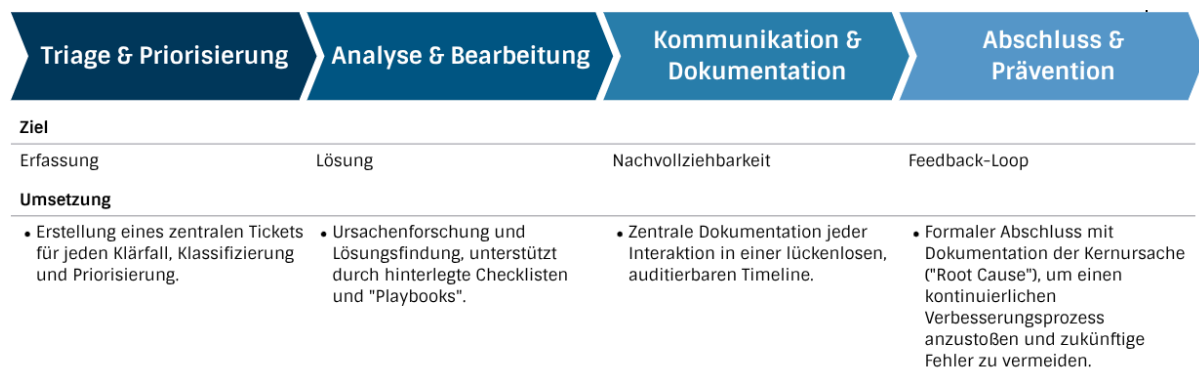 Triage & Priorisierung
Analyse & Bearbeitung
Kommunikation &
Dokumentation
Abschluss &
Prävention
Ziel
Erfassung
Lösung
Nachvollziehbarkeit
Feedback-Loop
Umsetzung
• Erstellung eines zentralen Tickets
für jeden Klärfall, Klassifizierung
und Priorisierung.
• Ursachenforschung und
Lösungsfindung, unterstützt
durch hinterlegte Checklisten
und "Playbooks".
• Zentrale Dokumentation jeder
Interaktion in einer lückenlosen,
auditierbaren Timeline.
• Formaler Abschluss mit
Dokumentation der Kernursache
("Root Cause"), um einen
kontinuierlichen
Verbesserungsprozess
anzustoßen und zukünftige
Fehler zu vermeiden.